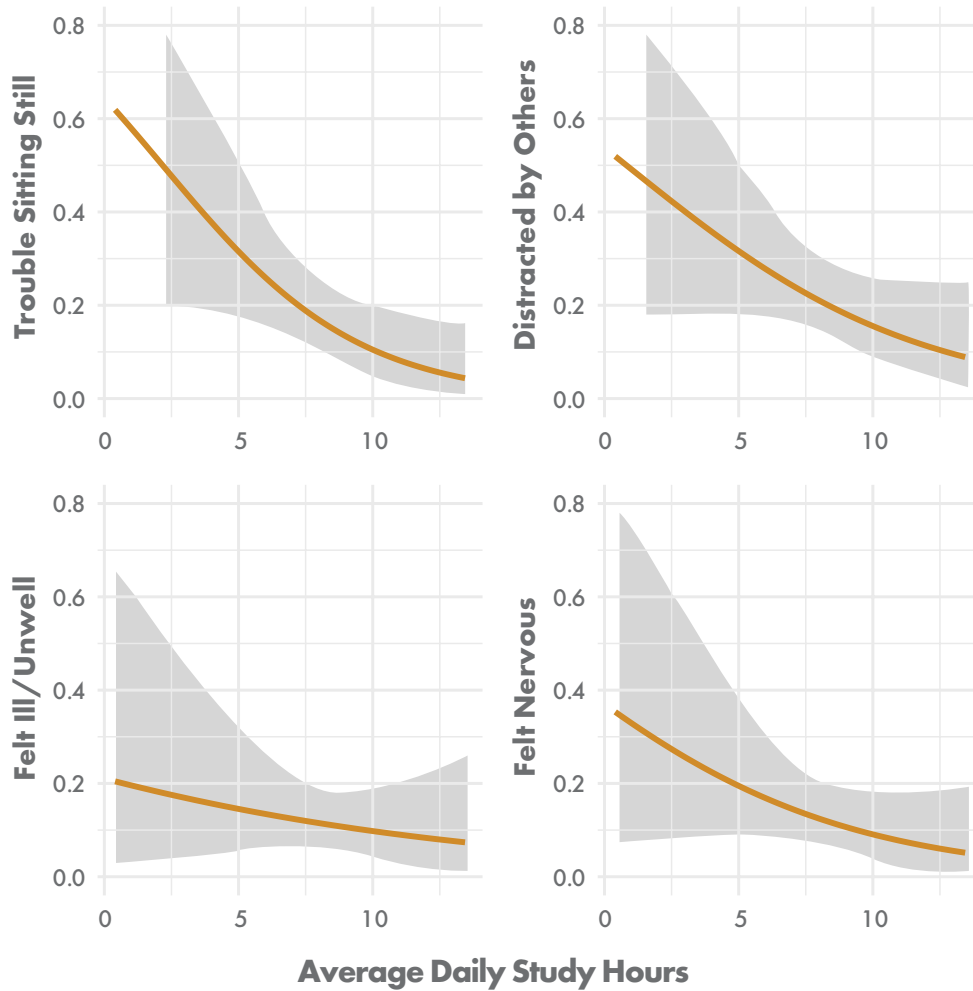 Trouble Sitting Still
0.8
0.6
0.4
0.2
0.0
0 5 10
Distracted by Others
0.8
0.6
0.4
0.2
0.0
0 5 10
Felt Ill/Unwell
0.8
0.6
0.4
0.2
0.0
0 5 10
Felt Nervous
0.8
0.6
0.4
0.2
0.0
0 5 10
Average Daily Study Hours